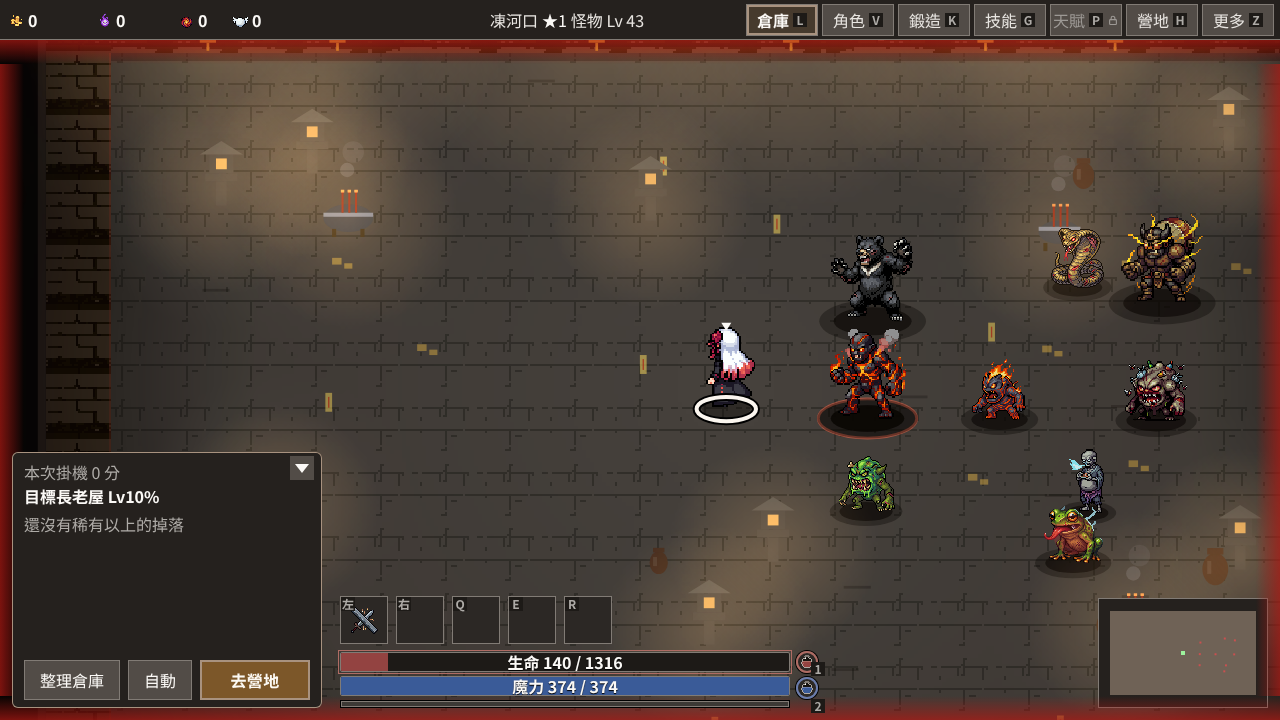 0 0 0 0
凍河口 ★1 怪物 Lv 43
倉庫 L 角色 V 鍛造 K 技能 G 天賦 P 營地 H 更多 Z
本次掛機 0 分
目標長老屋 Lv10%
還沒有稀有以上的掉落
整理倉庫 自動 去營地
左 右 Q E R
生命 140 / 1316
1
魔力 374 / 374
2